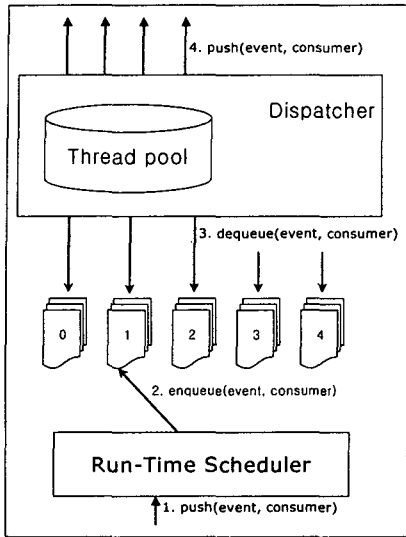 4. push(event, consumer)
Dispatcher
Thread pool
3. dequeue(event, consumer)
0 1 2 3 4
2. enqueue(event, consumer)
Run-Time Scheduler
1. push(event, consumer)